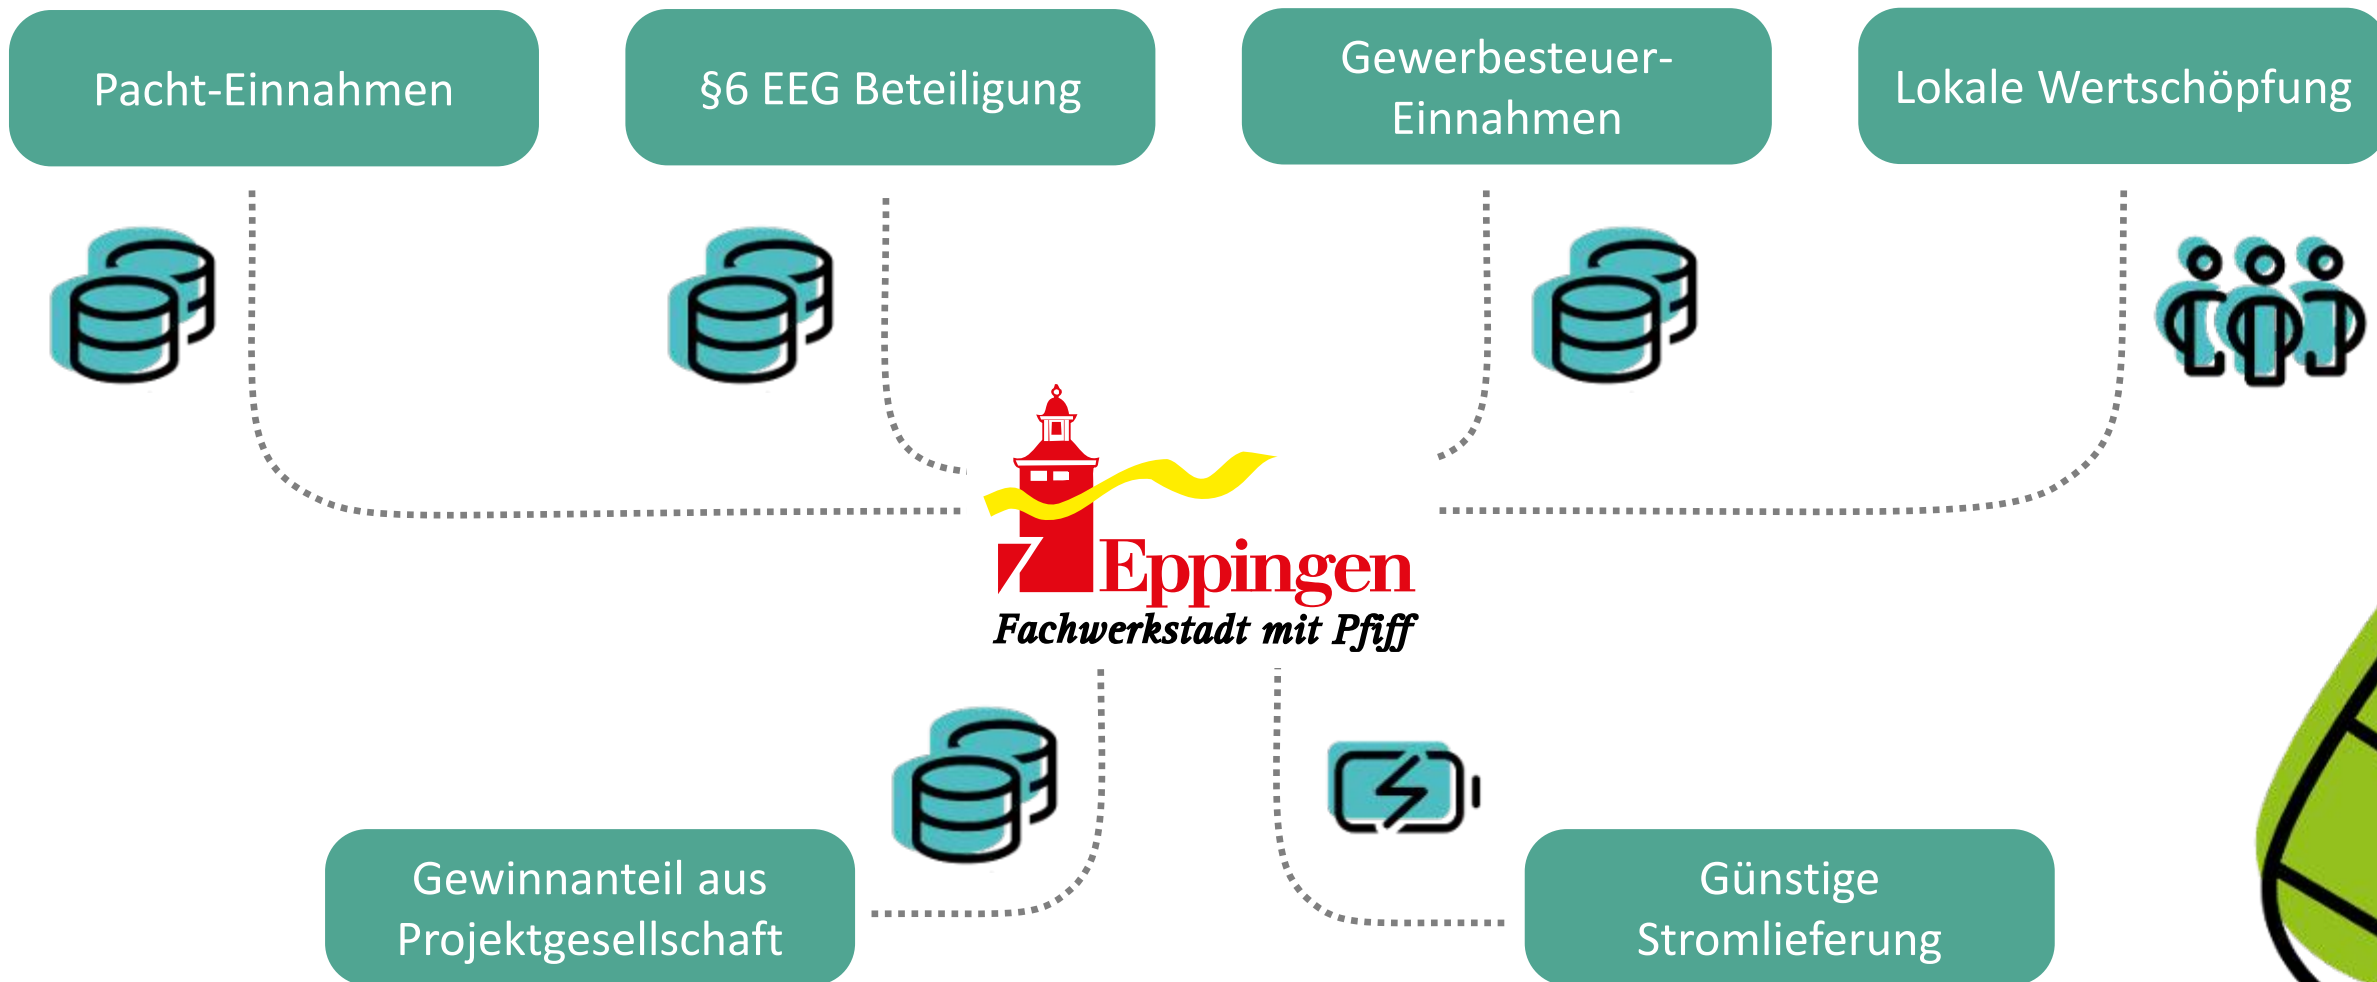 Pacht-Einnahmen
§6 EEG Beteiligung
Gewerbesteuer-
Einnahmen
Lokale Wertschöpfung
Eppingen
Fachwerkstadt mit Pfiff
Gewinnanteil aus
Projektgesellschaft
Günstige
Stromlieferung